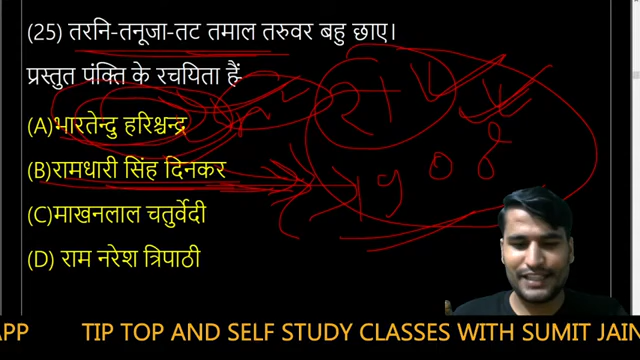 (25) तरनि-तनूजा-तट तमाल तरुवर बहु छाए।
प्रस्तुत पंक्ति के रचयिता हैं
(A)भारतेन्दु हरिश्चन्द्र
(B)रामधारी सिंह दिनकर
(C)माखनलाल चतुर्वेदी
(D) राम नरेश त्रिपाठी
APP TIP TOP AND SELF STUDY CLASSES WITH SUMIT JAIN